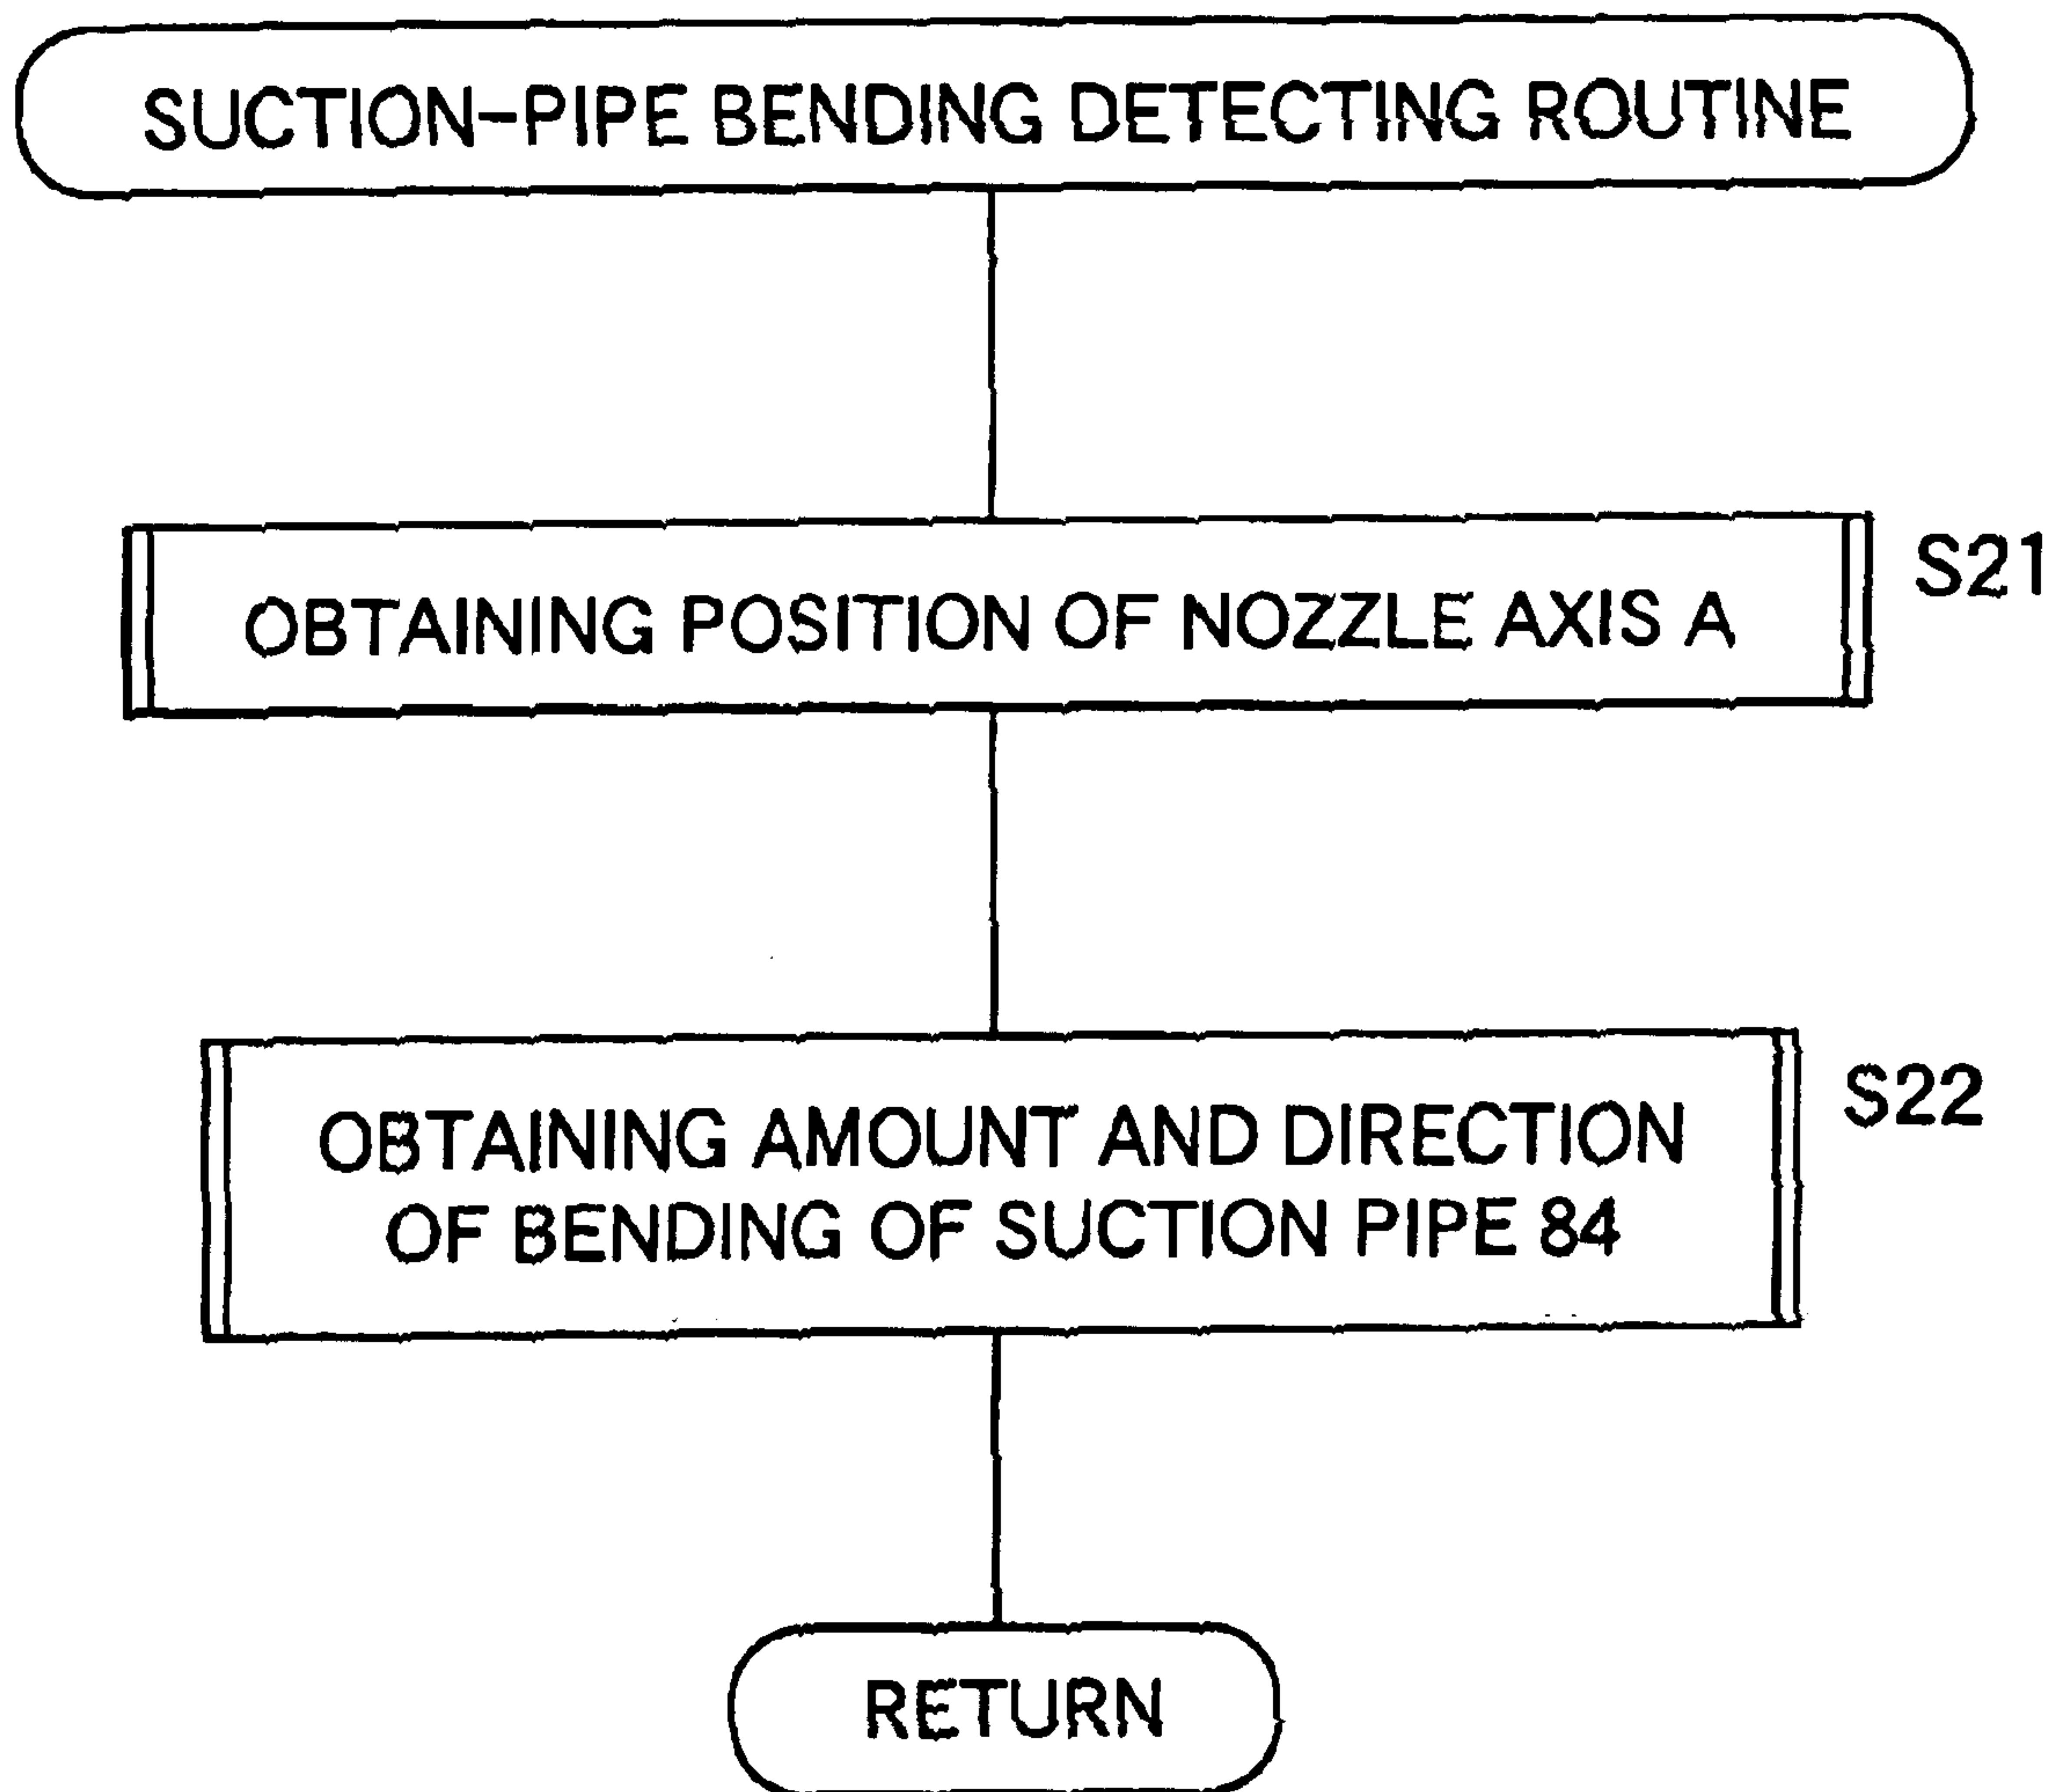 SUCTION-PIPE BENDING DETECTING ROUTINE
OBTAINING POSITION OF NOZZLE AXIS A
S21
OBTAINING AMOUNT AND DIRECTION
OF BENDING OF SUCTION PIPE 84
S22
RETURN